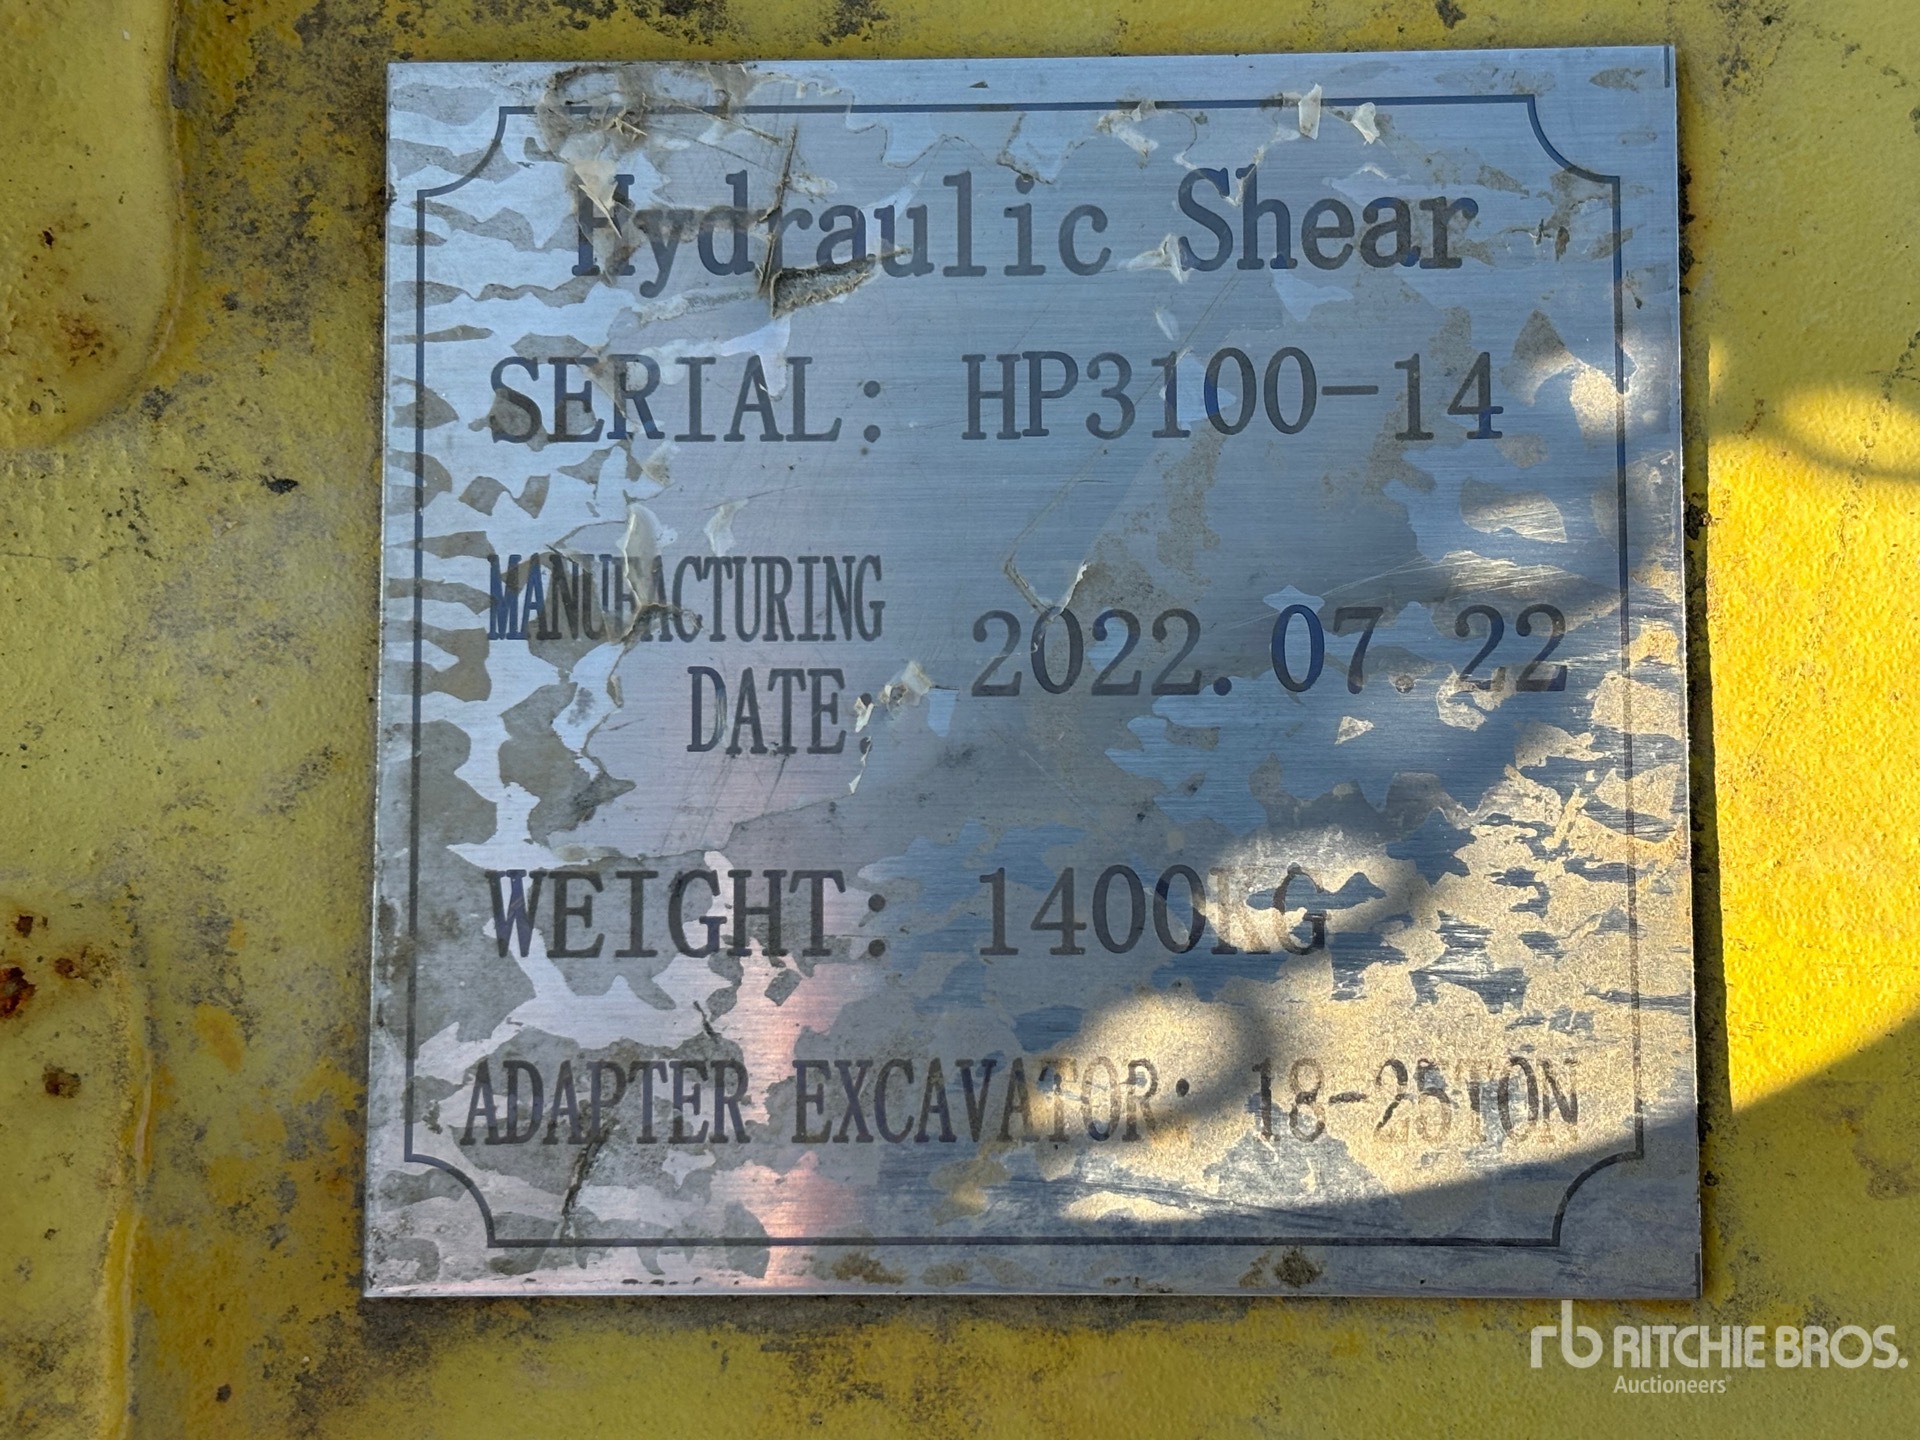 Hydraulic Shear
SERIAL: HP3100-14
MANUFACTURING
DATE: 2022.07.22
WEIGHT: 1400KG
ADAPTER EXCAVATOR: 18-25TON
rb RITCHIE BROS.
Auctioneers